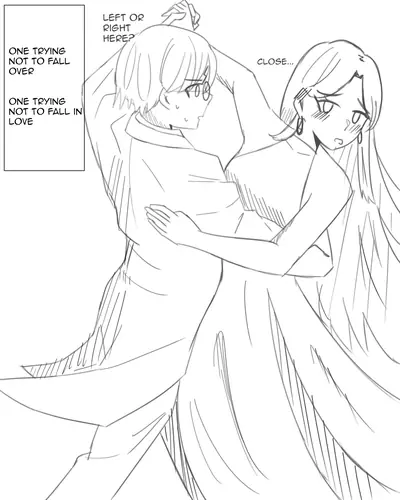 ONE TRYING
NOT TO FALL
OVER
ONE TRYING
NOT TO FALL IN
LOVE
LEFT OR
RIGHT
HERE?
CLOSE...